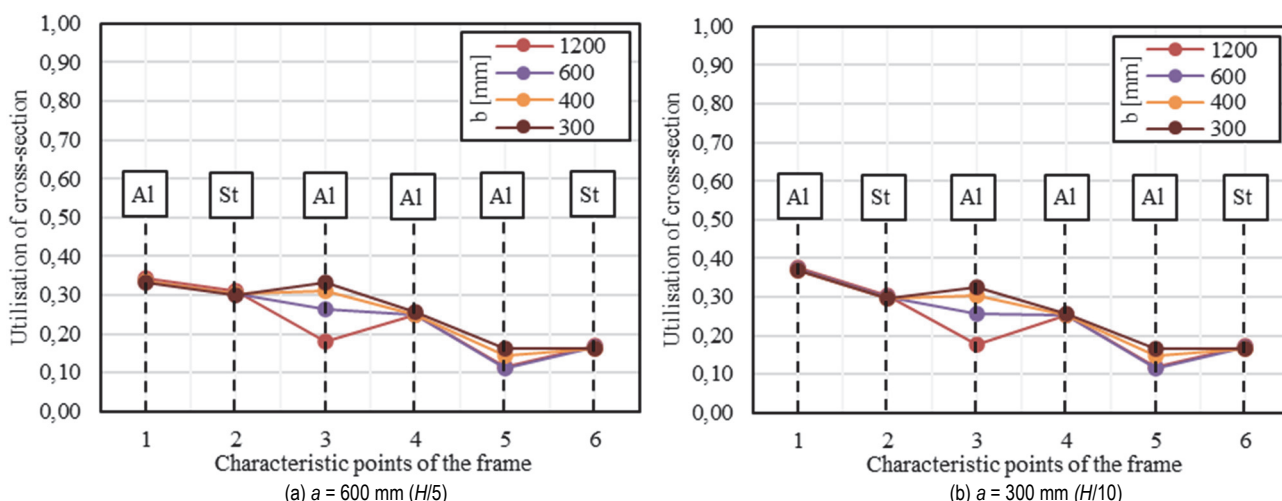 1,00
0,90
0,80
0,70
0,60
0,50
0,40
0,30
0,20
0,10
0,00
Utilisation of cross-section
b [mm]
1200
600
400
300
Al
St
Al
Al
Al
St
1 2 3 4 5 6
Characteristic points of the frame
(a) a = 600 mm (H/5)
1,00
0,90
0,80
0,70
0,60
0,50
0,40
0,30
0,20
0,10
0,00
Utilisation of cross-section
b [mm]
1200
600
400
300
Al
St
Al
Al
Al
St
1 2 3 4 5 6
Characteristic points of the frame
(b) a = 300 mm (H/10)